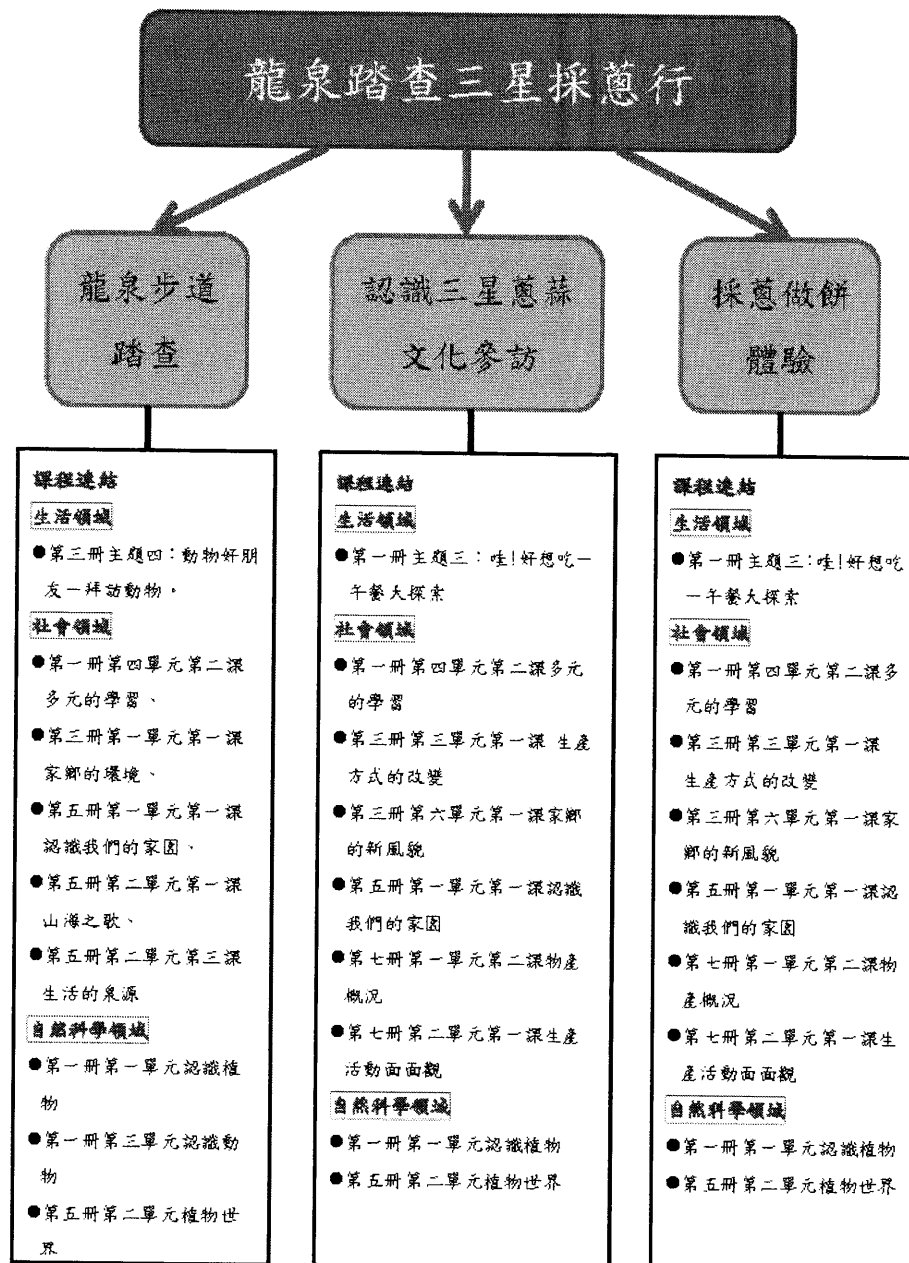 龍泉踏查三星採蔥行
龍泉步道
踏查
認識三星蔥蒜
文化參訪
採蔥做餅
體驗
課程連結
生活領域
●第三冊主題四：動物好朋
友－拜訪動物。
社會領域
●第一冊第四單元第二課
多元的學習、
●第三冊第一單元第一課
家鄉的環境、
●第五冊第一單元第一課
認識我們的家園、
●第五冊第二單元第一課
山海之歌、
●第五冊第二單元第三課
生活的泉源
自然科學領域
●第一冊第一單元認識植
物
●第一冊第三單元認識動
物
●第五冊第二單元植物世
界
課程連結
生活領域
●第一冊主題三：哇!好想吃－
午餐大探索
社會領域
●第一冊第四單元第二課多元
的學習
●第三冊第三單元第一課 生產
方式的改變
●第三冊第六單元第一課家鄉
的新風貌
●第五冊第一單元第一課認識
我們的家園
●第七冊第一單元第二課物產
概況
●第七冊第二單元第一課生產
活動面面觀
自然科學領域
●第一冊第一單元認識植物
●第五冊第二單元植物世界
課程連結
生活領域
●第一冊主題三：哇!好想吃
－午餐大探索
社會領域
●第一冊第四單元第二課多
元的學習
●第三冊第三單元第一課
生產方式的改變
●第三冊第六單元第一課家
鄉的新風貌
●第五冊第一單元第一課認
識我們的家園
●第七冊第一單元第二課物
產概況
●第七冊第二單元第一課生
產活動面面觀
自然科學領域
●第一冊第一單元認識植物
●第五冊第二單元植物世界